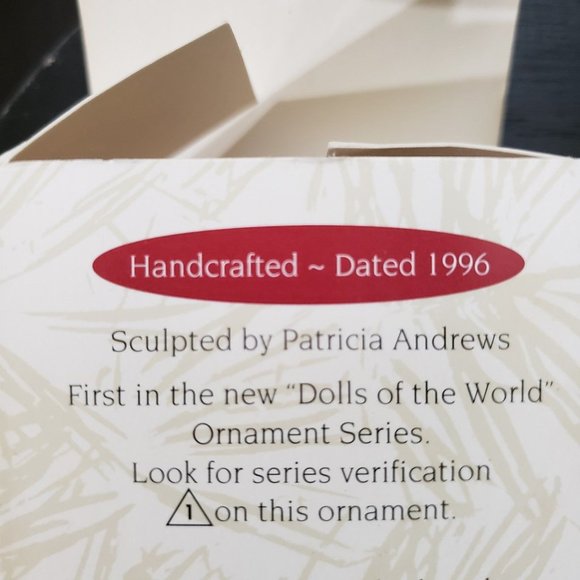 Handcrafted ~ Dated 1996
Sculpted by Patricia Andrews
First in the new “Dolls of the World”
Ornament Series.
Look for series verification
1 on this ornament.